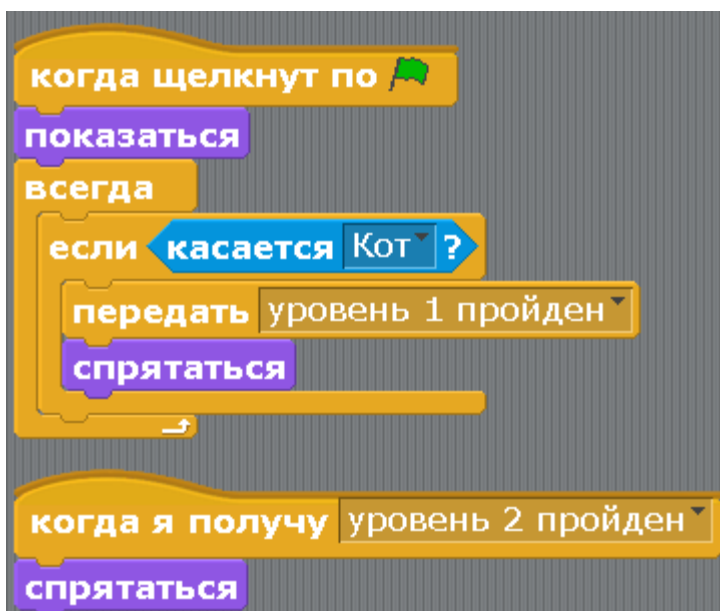 когда щелкнут по
показаться
всегда
если касается Кот ?
передать уровень 1 пройден
спрятаться
когда я получу уровень 2 пройден
спрятаться